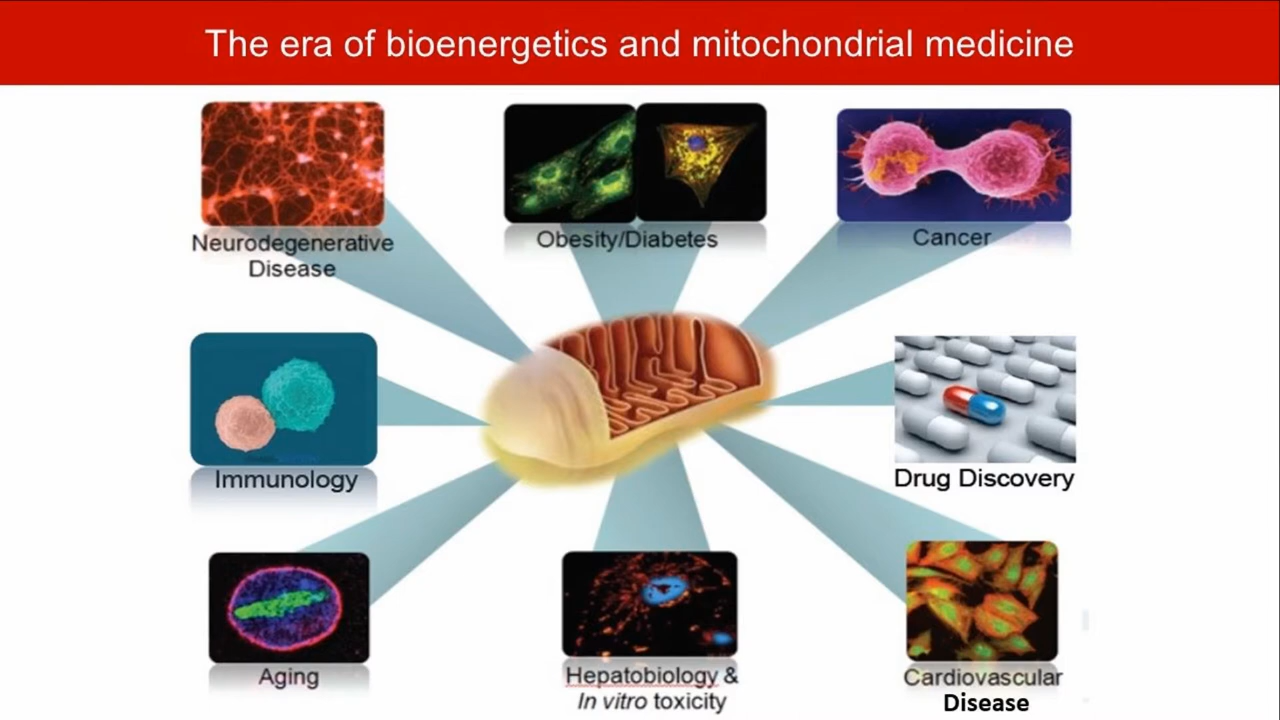 The era of bioenergetics and mitochondrial medicine
Neurodegenerative
Disease
Obesity/Diabetes
Cancer
Immunology
Drug Discovery
Aging
Hepatobiology &
In vitro toxicity
Cardiovascular
Disease